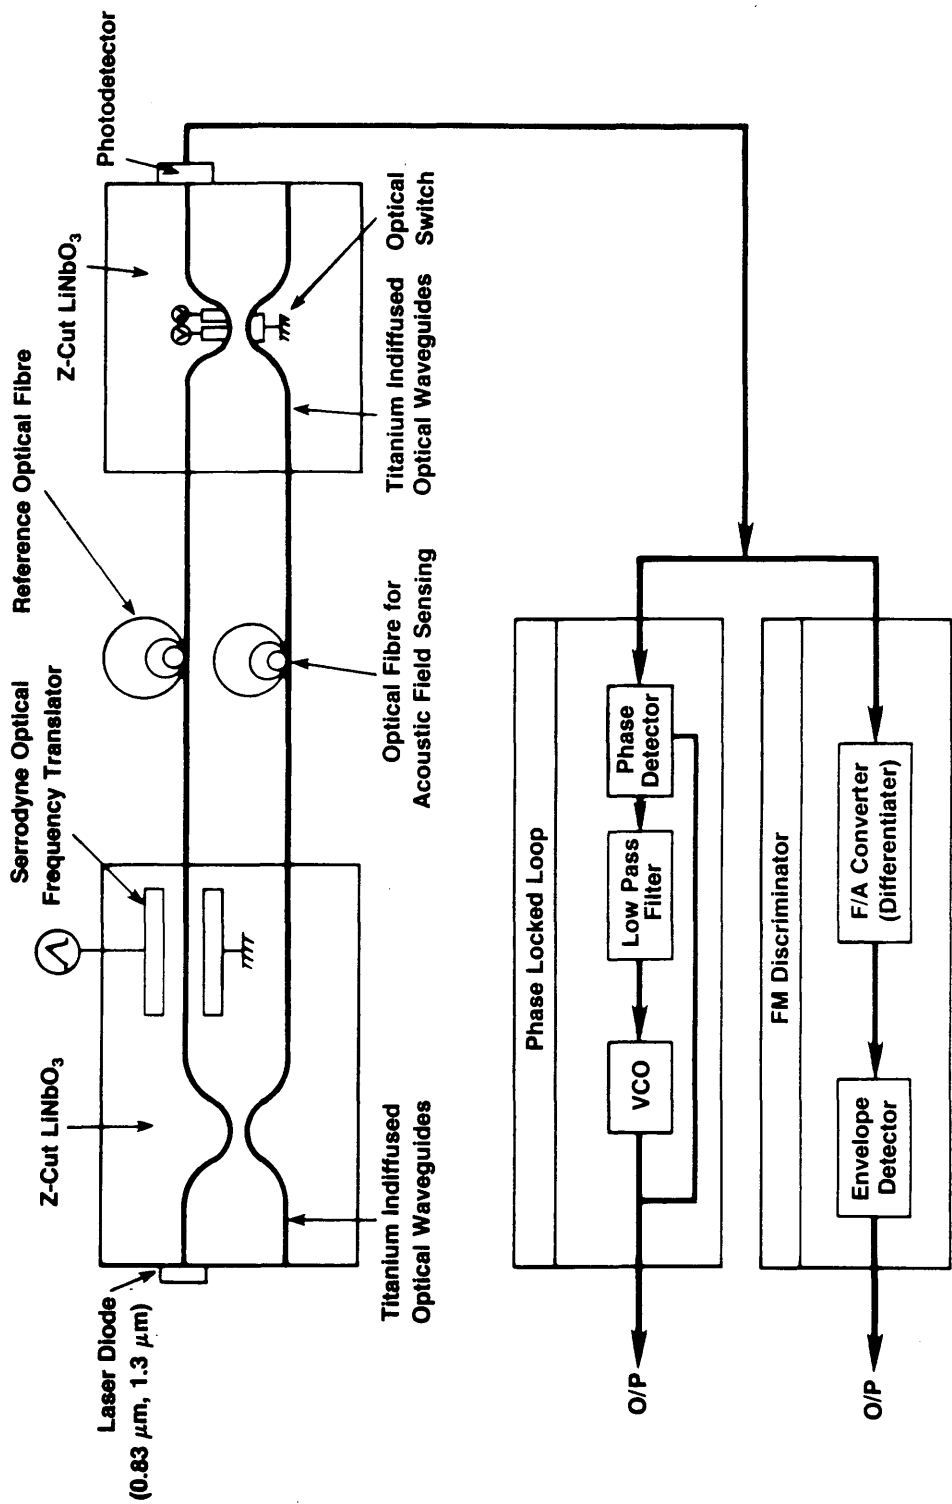 Laser Diode
(0.83 μm, 1.3 μm)
Z-Cut LiNbO3
Serrodyne Optical
Frequency Translator
Reference Optical Fibre
Z-Cut LiNbO3
Photodetector
Titanium Indiffused
Optical Waveguides
Optical Fibre for
Acoustic Field Sensing
Titanium Indiffused
Optical Waveguides
Optical
Switch
Phase Locked Loop
O/P
VCO
Low Pass
Filter
Phase
Detector
FM Discriminator
O/P
Envelope
Detector
F/A Converter
(Differentiater)